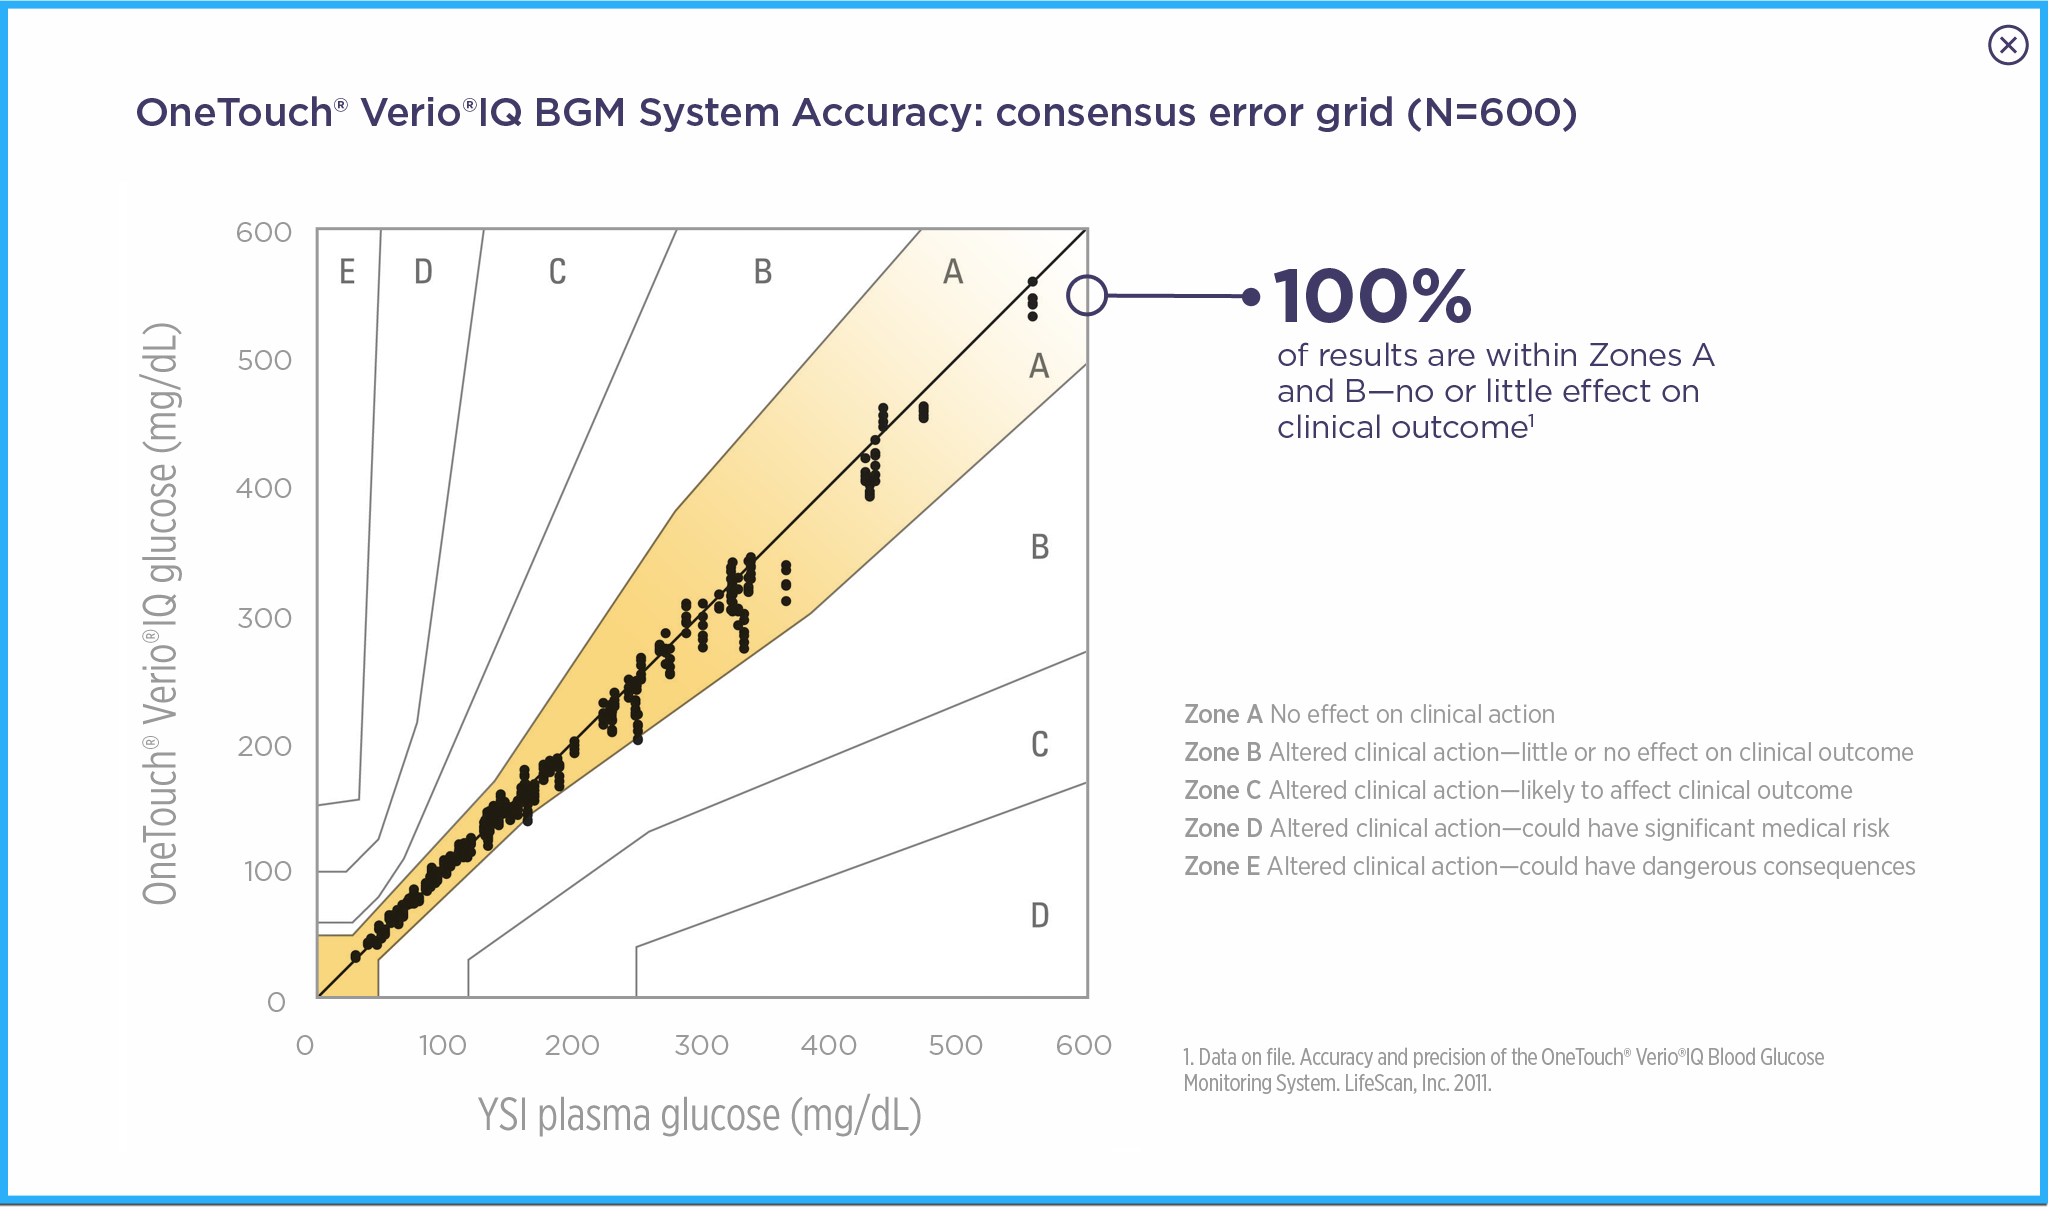 OneTouch® Verio®IQ BGM System Accuracy: consensus error grid (N=600)
OneTouch® Verio®IQ glucose (mg/dL)
600
500
400
300
200
100
0
E
D
C
B
A
A
B
C
D
0
100
200
300
400
500
600
YSI plasma glucose (mg/dL)
100%
of results are within Zones A
and B—no or little effect on
clinical outcome¹
Zone A No effect on clinical action
Zone B Altered clinical action—little or no effect on clinical outcome
Zone C Altered clinical action—likely to affect clinical outcome
Zone D Altered clinical action—could have significant medical risk
Zone E Altered clinical action—could have dangerous consequences
1. Data on file. Accuracy and precision of the OneTouch® Verio®IQ Blood Glucose
Monitoring System. LifeScan, Inc. 2011.